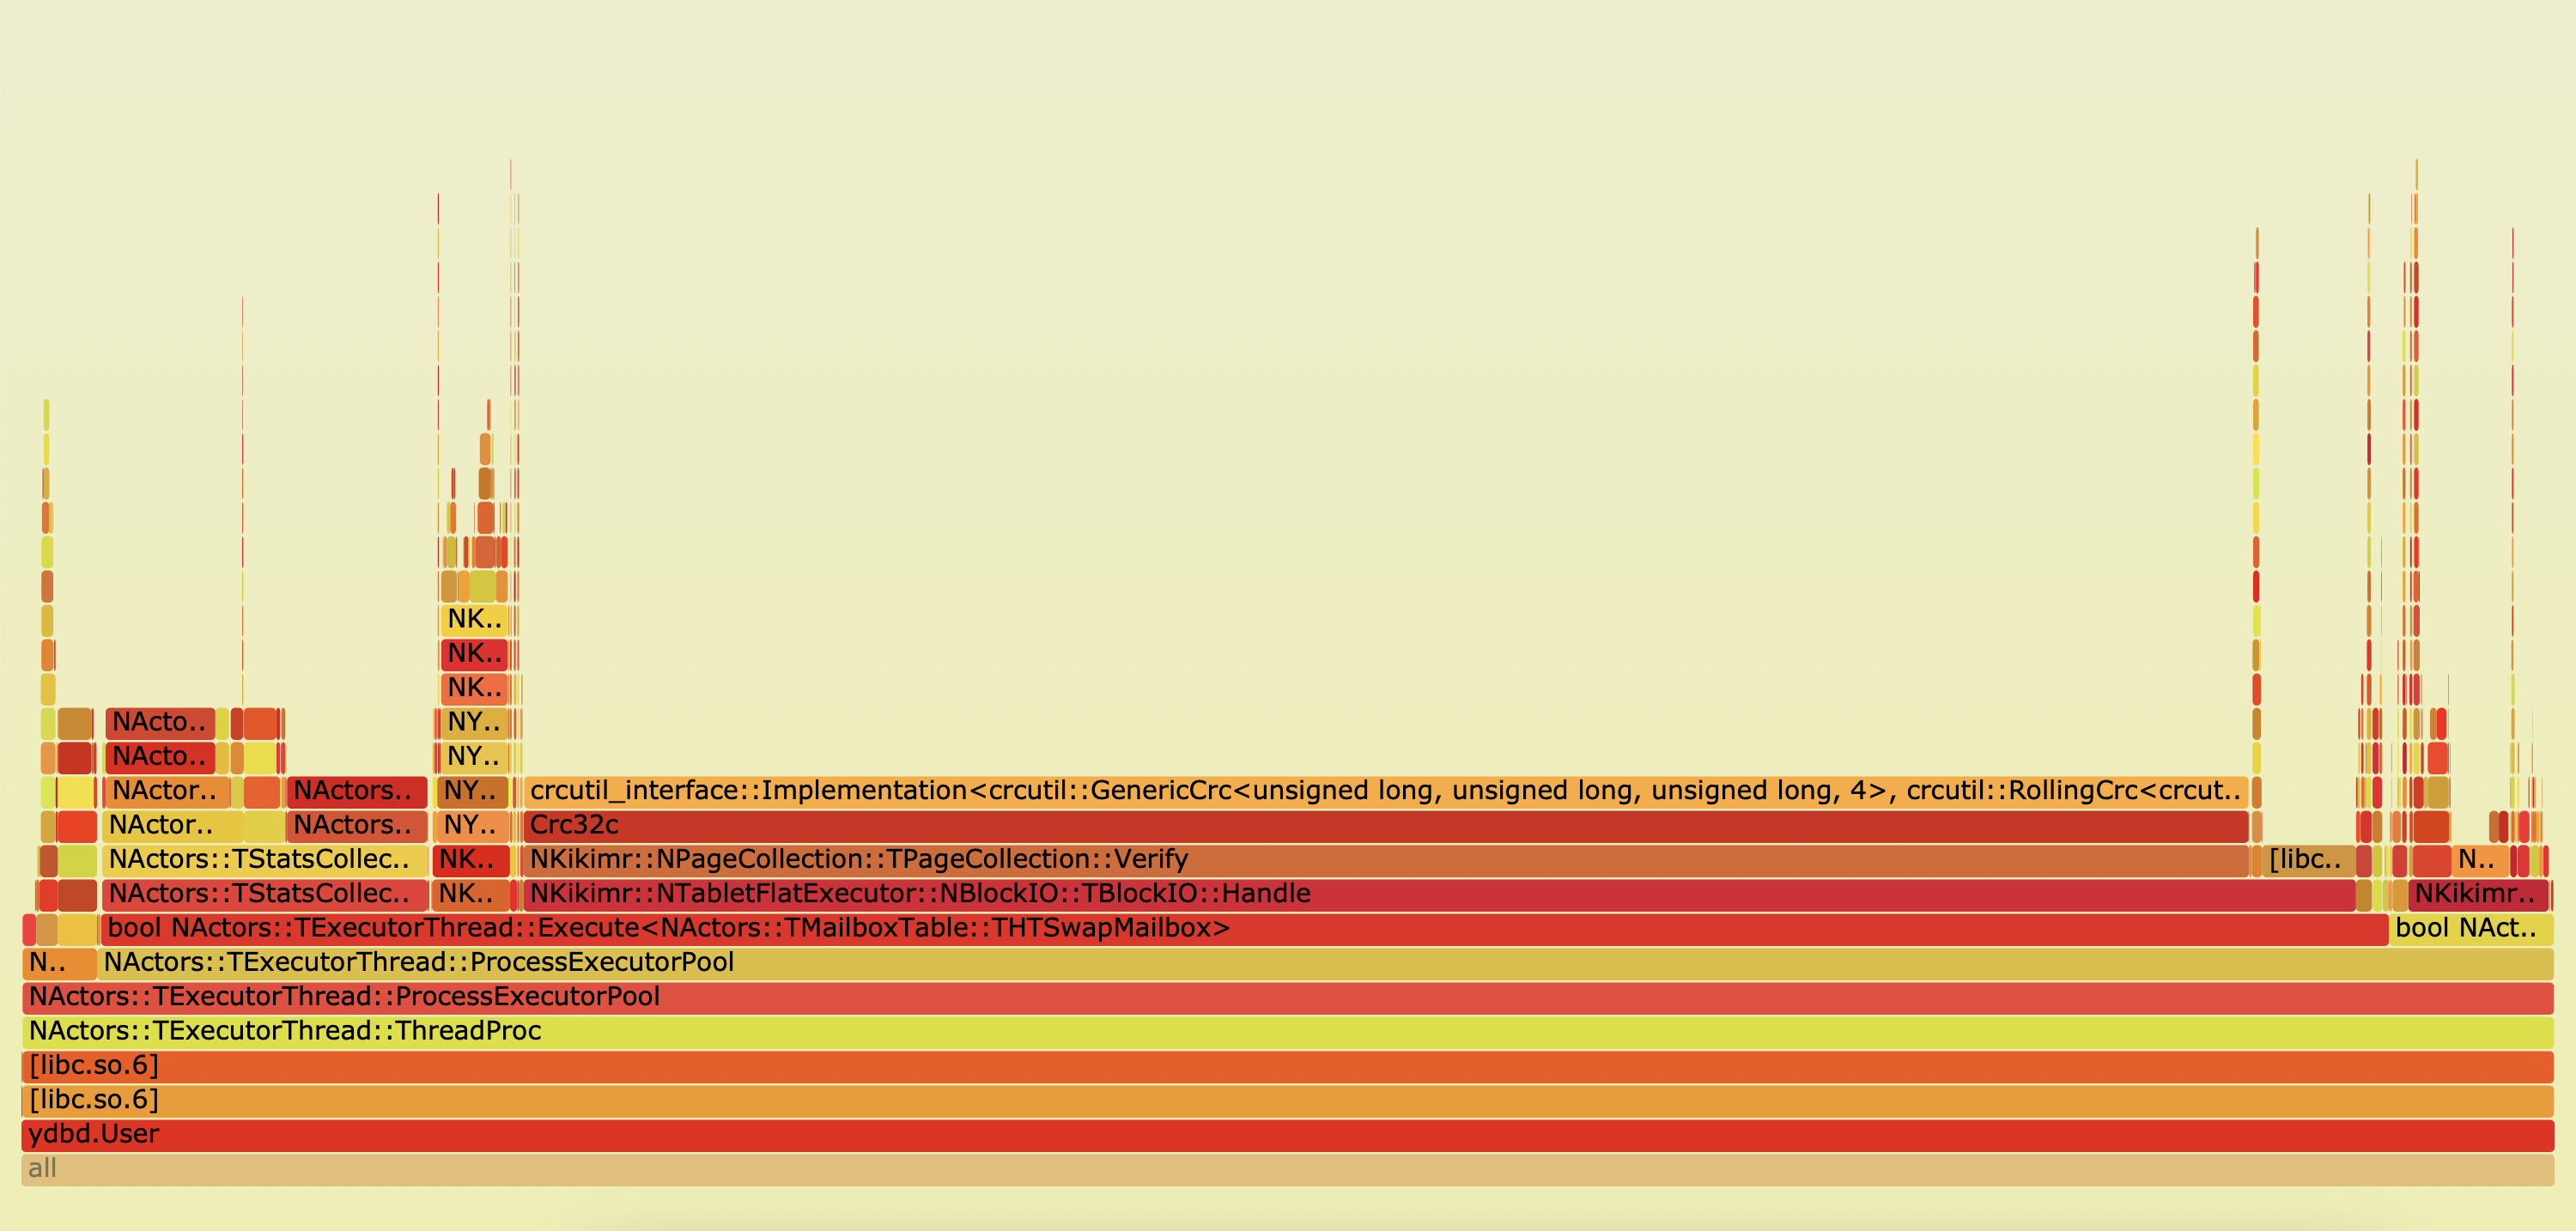 NK..
NK..
NK..
NActo.. NY..
NActo.. NY..
NActor.. NActors.. NY.. crcutil_interface::Implementation<crcutil::GenericCrc<unsigned long, unsigned long, unsigned long, 4>, crcutil::RollingCrc<crcut..
NActor.. NActors.. NY.. Crc32c
NActors::TStatsCollec.. NK.. NKikimr::NPageCollection::TPageCollection::Verify [libc.. N..
NActors::TStatsCollec.. NK.. NKikimr::NTabletFlatExecutor::NBlockIO::TBlockIO::Handle NKikimr..
bool NActors::TExecutorThread::Execute<NActors::TMailboxTable::THTSwapMailbox> bool NAct..
N.. NActors::TExecutorThread::ProcessExecutorPool
NActors::TExecutorThread::ProcessExecutorPool
NActors::TExecutorThread::ThreadProc
[libc.so.6]
[libc.so.6]
ydbd.User
all